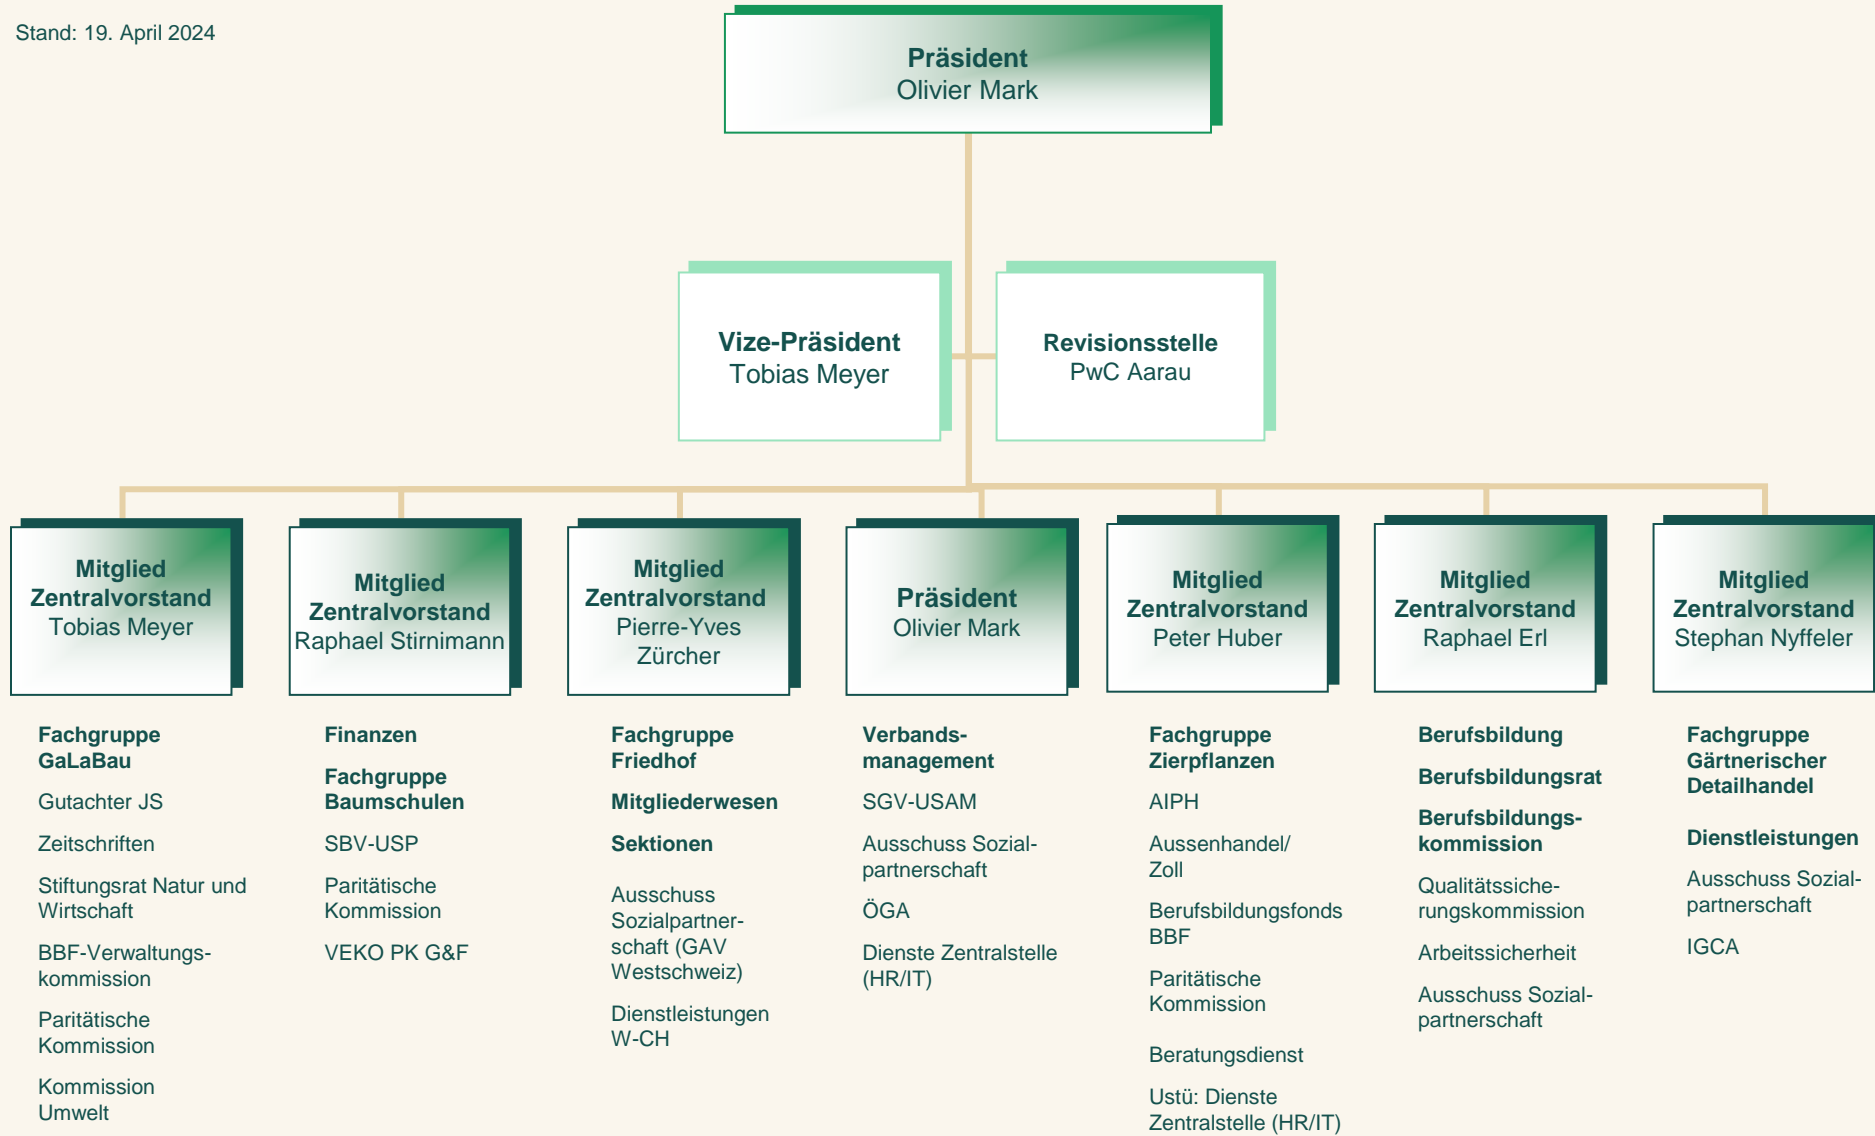 Stand: 19. April 2024
Präsident
Olivier Mark
Vize-Präsident
Tobias Meyer
Revisionsstelle
PwC Aarau
Mitglied
Zentralvorstand
Tobias Meyer
Mitglied
Zentralvorstand
Raphael Stirnimann
Mitglied
Zentralvorstand
Pierre-Yves
Zürcher
Präsident
Olivier Mark
Mitglied
Zentralvorstand
Peter Huber
Mitglied
Zentralvorstand
Raphael Erl
Mitglied
Zentralvorstand
Stephan Nyffeler
Fachgruppe
GaLaBau
Gutachter JS
Zeitschriften
Stiftungsrat Natur und
Wirtschaft
BBF-Verwaltungs-
kommission
Paritätische
Kommission
Kommission
Umwelt
Finanzen
Fachgruppe
Baumschulen
SBV-USP
Paritätische
Kommission
VEKO PK G&F
Fachgruppe
Friedhof
Mitgliederwesen
Sektionen
Ausschuss
Sozialpartner-
schaft (GAV
Westschweiz)
Dienstleistungen
W-CH
Verbands-
management
SGV-USAM
Ausschuss Sozial-
partnerschaft
ÖGA
Dienste Zentralstelle
(HR/IT)
Fachgruppe
Zierpflanzen
AIPH
Aussenhandel/
Zoll
Berufsbildungsfonds
BBF
Paritätische
Kommission
Beratungsdienst
Ustü: Dienste
Zentralstelle (HR/IT)
Berufsbildung
Berufsbildungsrat
Berufsbildungs-
kommission
Qualitätssiche-
rungskommission
Arbeitssicherheit
Ausschuss Sozial-
partnerschaft
Fachgruppe
Gärtnerischer
Detailhandel
Dienstleistungen
Ausschuss Sozial-
partnerschaft
IGCA